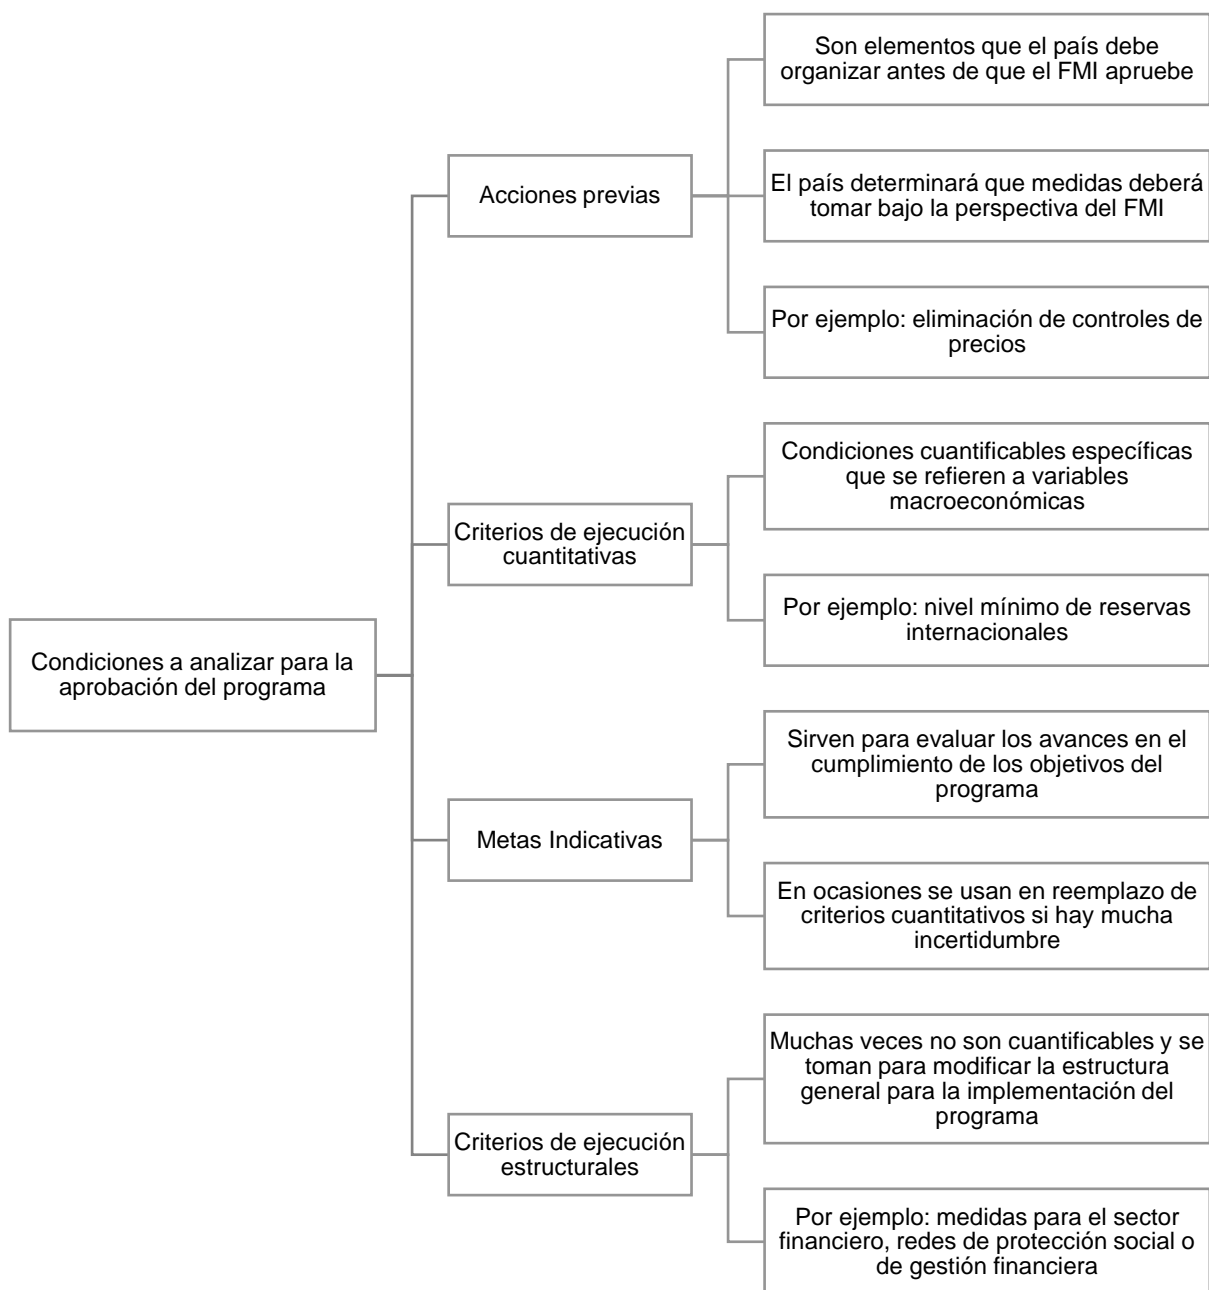 Condiciones a analizar para la
aprobación del programa
Acciones previas
Son elementos que el país debe
organizar antes de que el FMI apruebe
El país determinará que medidas deberá
tomar bajo la perspectiva del FMI
Por ejemplo: eliminación de controles de
precios
Criterios de ejecución
cuantitativas
Condiciones cuantificables específicas
que se refieren a variables
macroeconómicas
Por ejemplo: nivel mínimo de reservas
internacionales
Metas Indicativas
Sirven para evaluar los avances en el
cumplimiento de los objetivos del
programa
En ocasiones se usan en reemplazo de
criterios cuantitativos si hay mucha
incertidumbre
Criterios de ejecución
estructurales
Muchas veces no son cuantificables y se
toman para modificar la estructura
general para la implementación del
programa
Por ejemplo: medidas para el sector
financiero, redes de protección social o
de gestión financiera